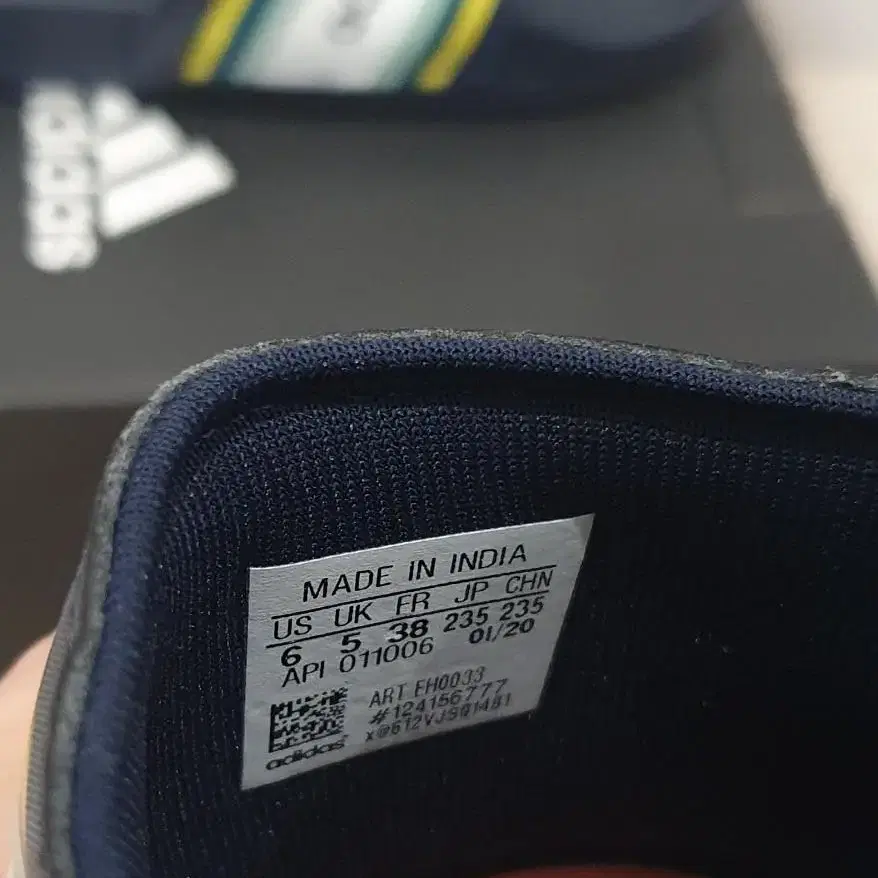 adidas
MADE IN INDIA
US UK FR JP CHN
6 5 38 235 235
API 011006 01/20
ART EH0033
#124156777
adidas